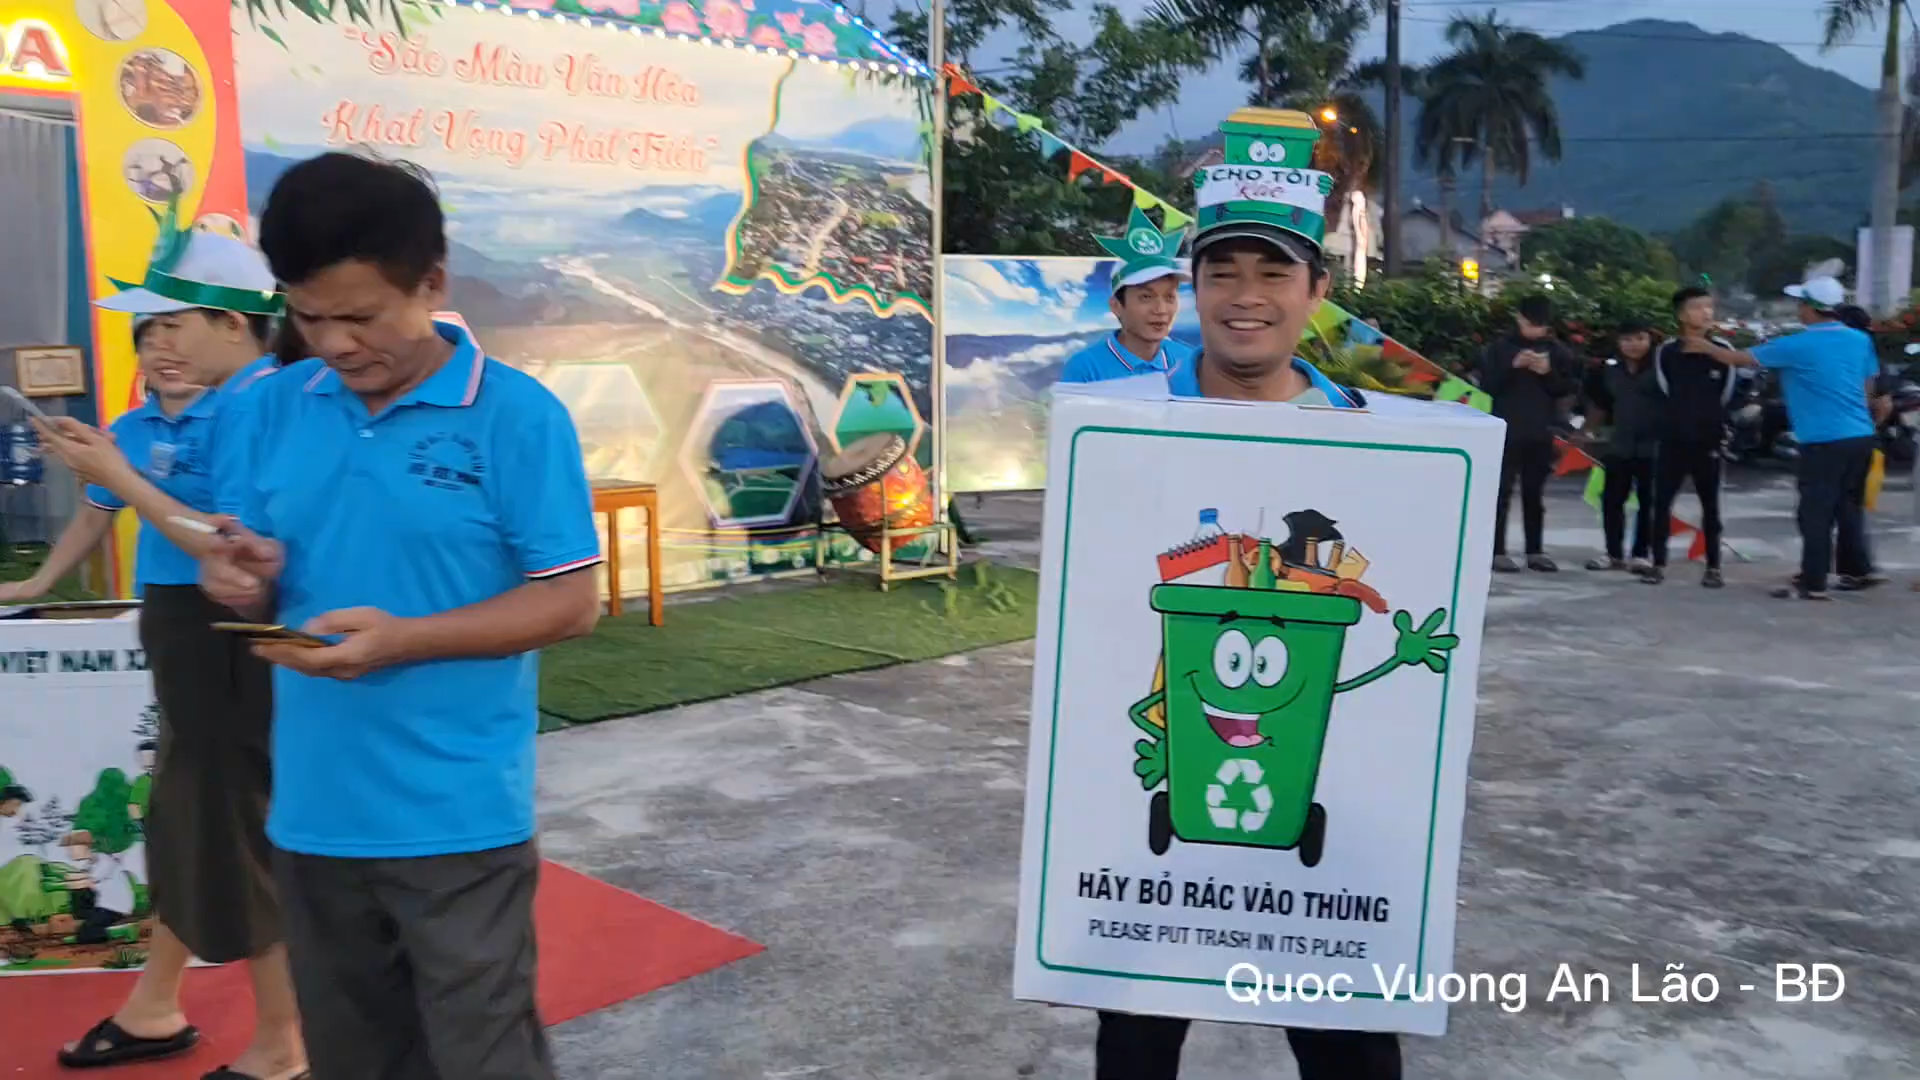 "Sắc Màu Văn Hóa
Khát Vọng Phát Triển"
CHO TÔI
Rác
VIỆT NAM X
HÃY BỎ RÁC VÀO THÙNG
PLEASE PUT TRASH IN ITS PLACE
Quoc Vuong An Lão - BĐ